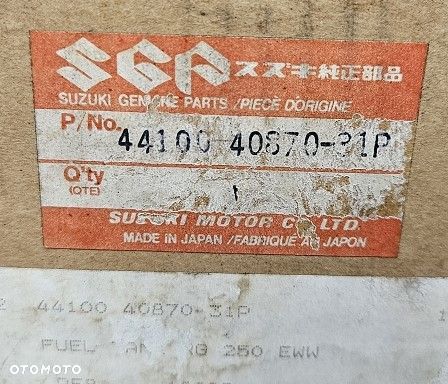 SGP スズキ純正部品
SUZUKI GENUINE PARTS / PIECE D'ORIGINE
P/No. 44100-40870-31P
Q'ty
(QTE) 1
SUZUKI MOTOR CO., LTD.
MADE IN JAPAN / FABRIQUE AU JAPON
2 44100 40870-31P 1
FUEL RG 250 EWW
OTOMOTO